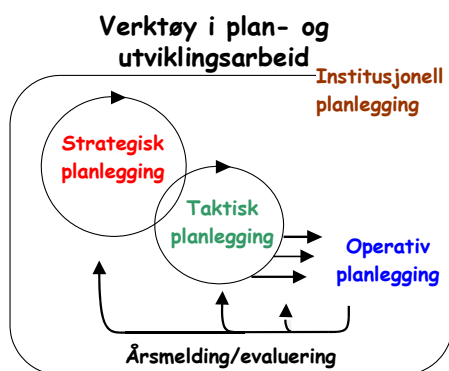 Verktøy i plan- og
utviklingsarbeid
Institusjonell
planlegging
Strategisk
planlegging
Taktisk
planlegging
Operativ
planlegging
Årsmelding/evaluering